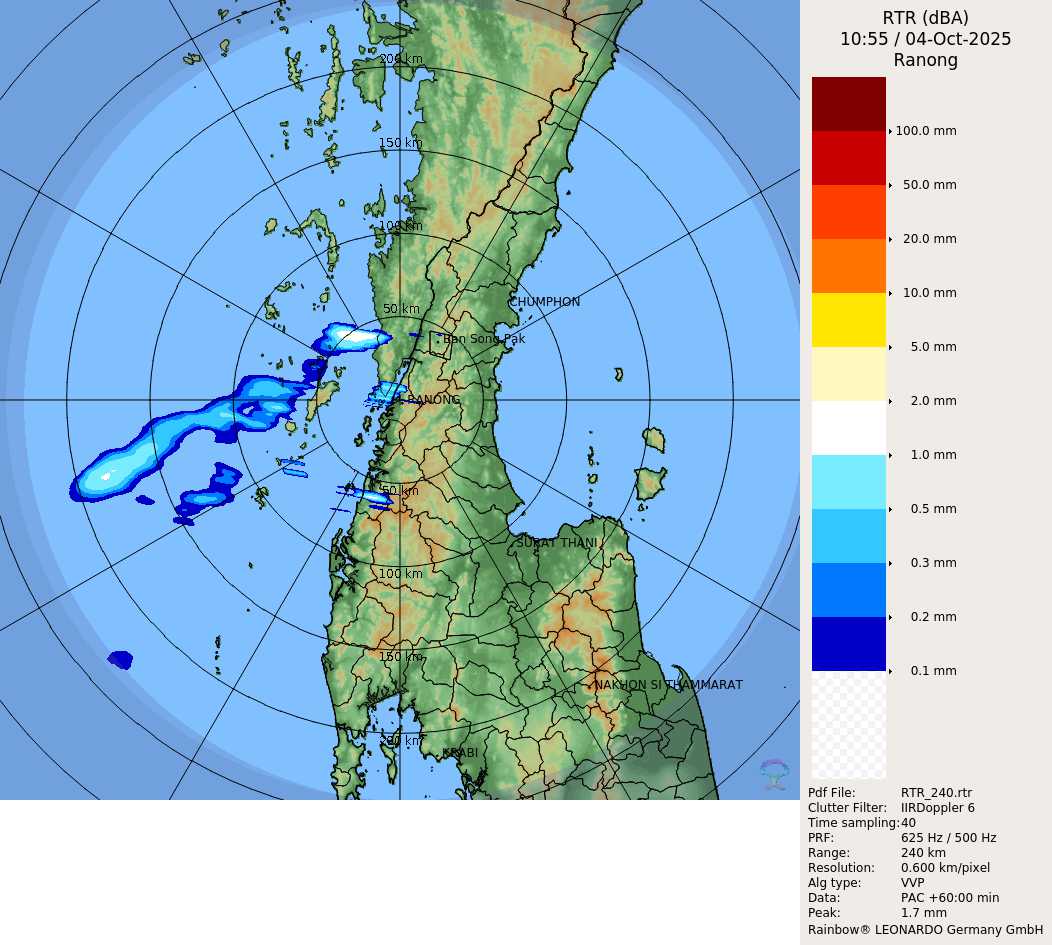 RTR (dBA)
10:55 / 04-Oct-2025
Ranong
200 km
150 km
100 km
50 km
CHUMPHON
Ban Song Pak
RANONG
50 km
SURAT THANI
100 km
150 km
NAKHON SI THAMMARAT
200 km
KRABI
100.0 mm
50.0 mm
20.0 mm
10.0 mm
5.0 mm
2.0 mm
1.0 mm
0.5 mm
0.3 mm
0.2 mm
0.1 mm
Pdf File: RTR_240.rtr
Clutter Filter: IIRDoppler 6
Time sampling:40
PRF: 625 Hz / 500 Hz
Range: 240 km
Resolution: 0.600 km/pixel
Alg type: VVP
Data: PAC +60:00 min
Peak: 1.7 mm
Rainbow® LEONARDO Germany GmbH